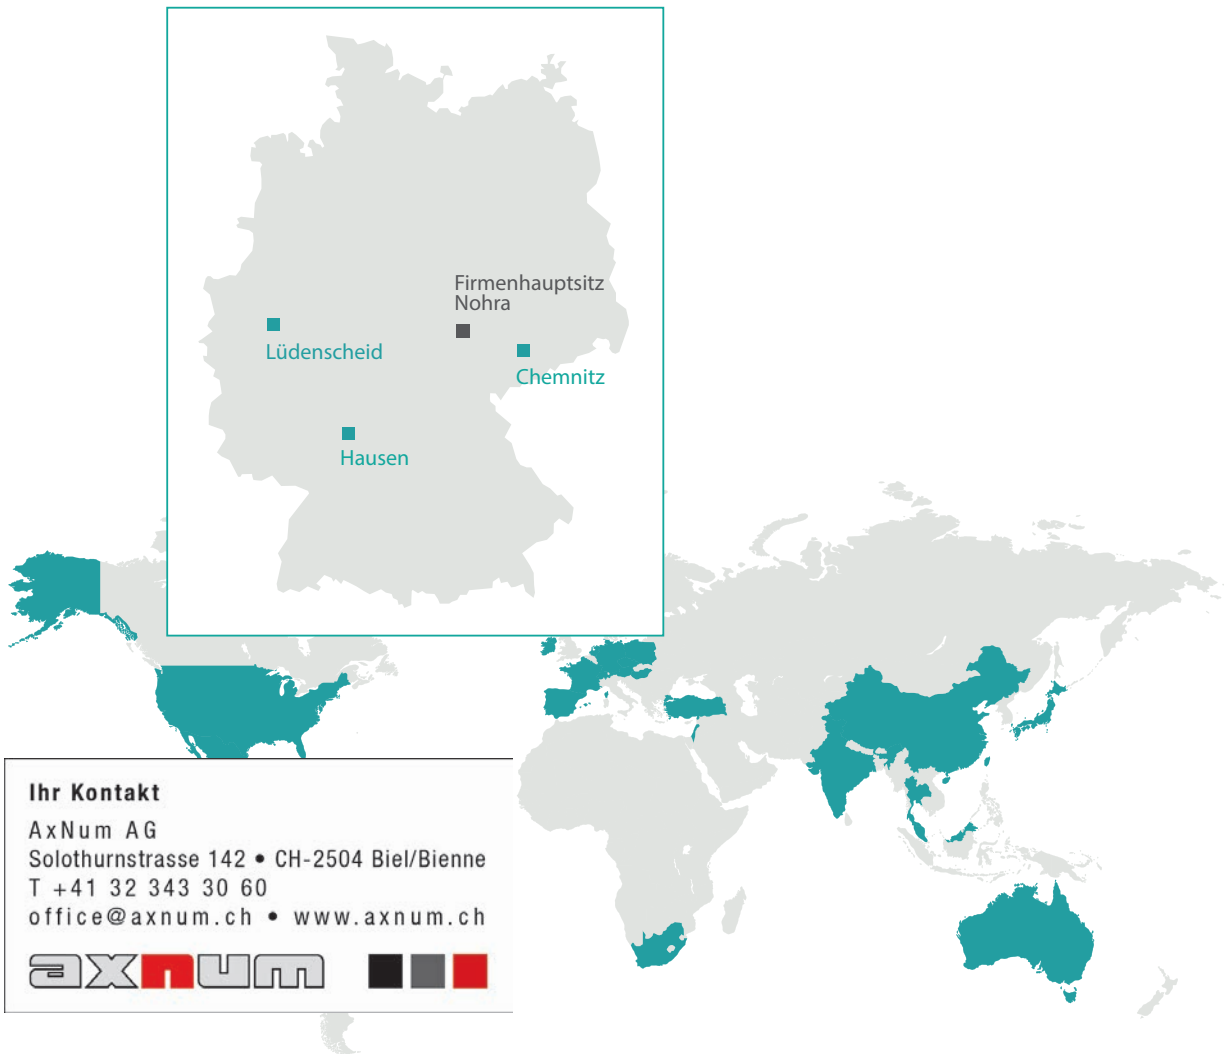 Firmenhauptsitz
Nohra
Lüdenscheid
Chemnitz
Hausen
Ihr Kontakt
AxNum AG
Solothurnstrasse 142 • CH-2504 Biel/Bienne
T +41 32 343 30 60
office@axnum.ch • www.axnum.ch
axnum